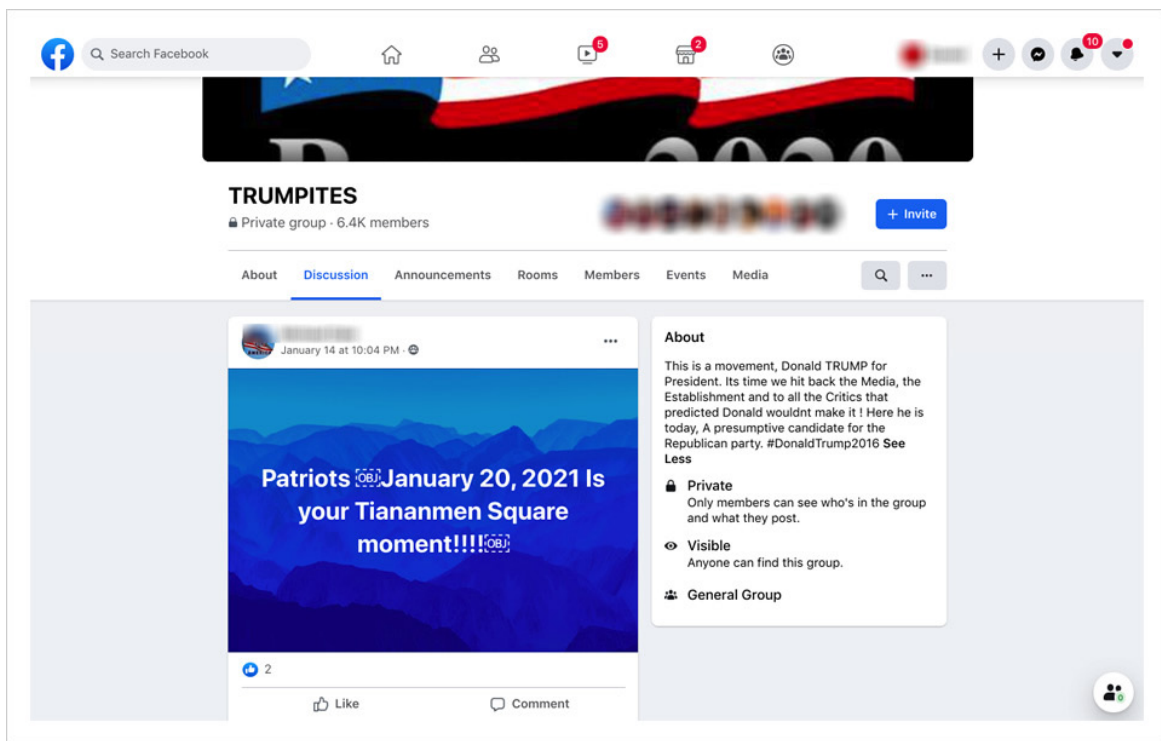 Search Facebook
5
2
10
TRUMPITES
Private group · 6.4K members
+ Invite
About Discussion Announcements Rooms Members Events Media
January 14 at 10:04 PM ·
Patriots OBJ January 20, 2021 Is
your Tiananmen Square
moment!!!! OBJ
2
Like Comment
About
This is a movement, Donald TRUMP for
President. Its time we hit back the Media, the
Establishment and to all the Critics that
predicted Donald wouldnt make it ! Here he is
today, A presumptive candidate for the
Republican party. #DonaldTrump2016 See
Less
Private
Only members can see who's in the group
and what they post.
Visible
Anyone can find this group.
General Group